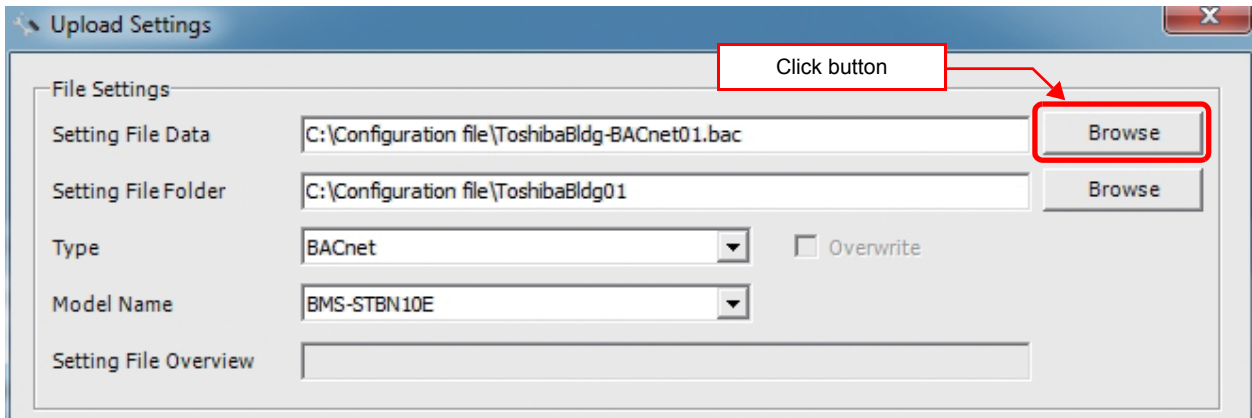 Upload Settings
x
Click button
File Settings
Setting File Data C:\Configuration file\ToshibaBldg-BACnet01.bac Browse
Setting File Folder C:\Configuration file\ToshibaBldg01 Browse
Type BACnet Overwrite
Model Name BMS-STBN10E
Setting File Overview